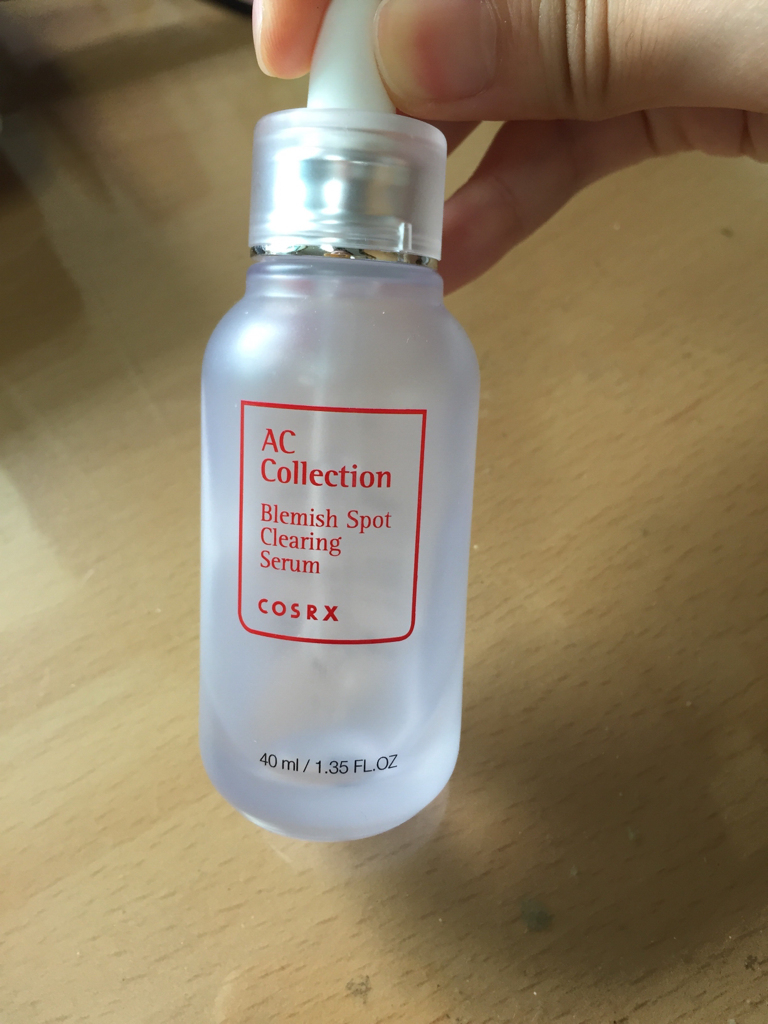 AC
Collection
Blemish Spot
Clearing
Serum
COSRX
40 ml / 1.35 FL.OZ